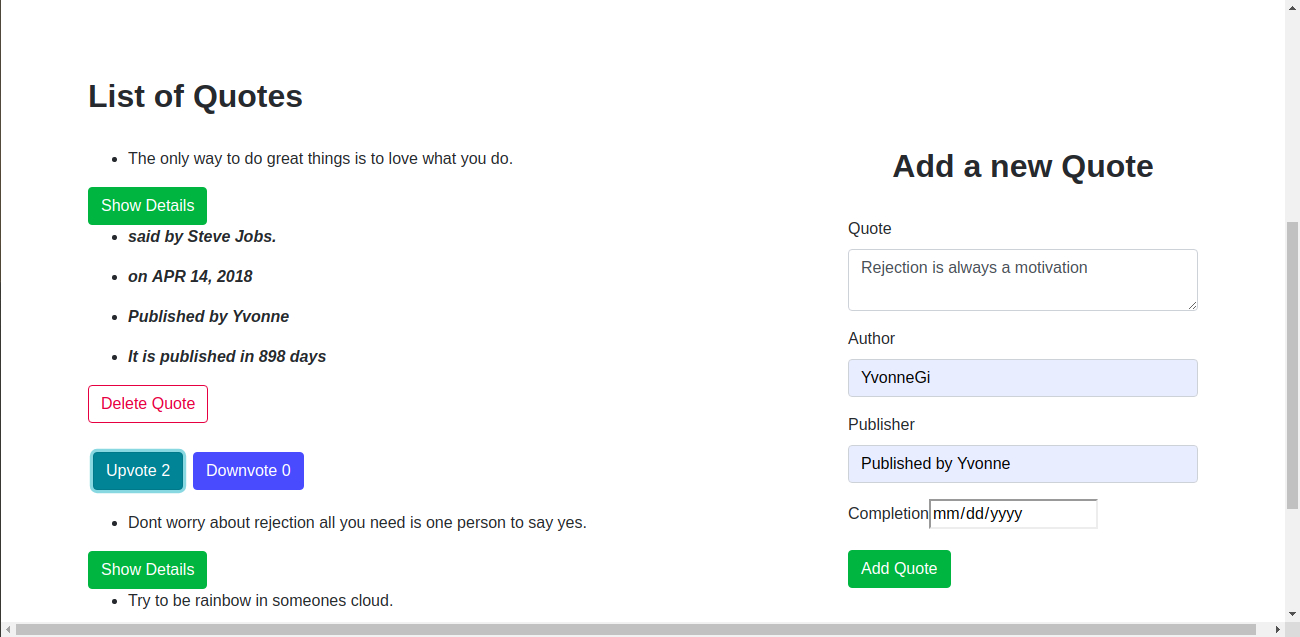 List of Quotes
The only way to do great things is to love what you do.
Show Details
said by Steve Jobs.
on APR 14, 2018
Published by Yvonne
It is published in 898 days
Delete Quote
Upvote 2 Downvote 0
Dont worry about rejection all you need is one person to say yes.
Show Details
Try to be rainbow in someones cloud.
Add a new Quote
Quote
Rejection is always a motivation
Author
YvonneGi
Publisher
Published by Yvonne
Completion mm/dd/yyyy
Add Quote